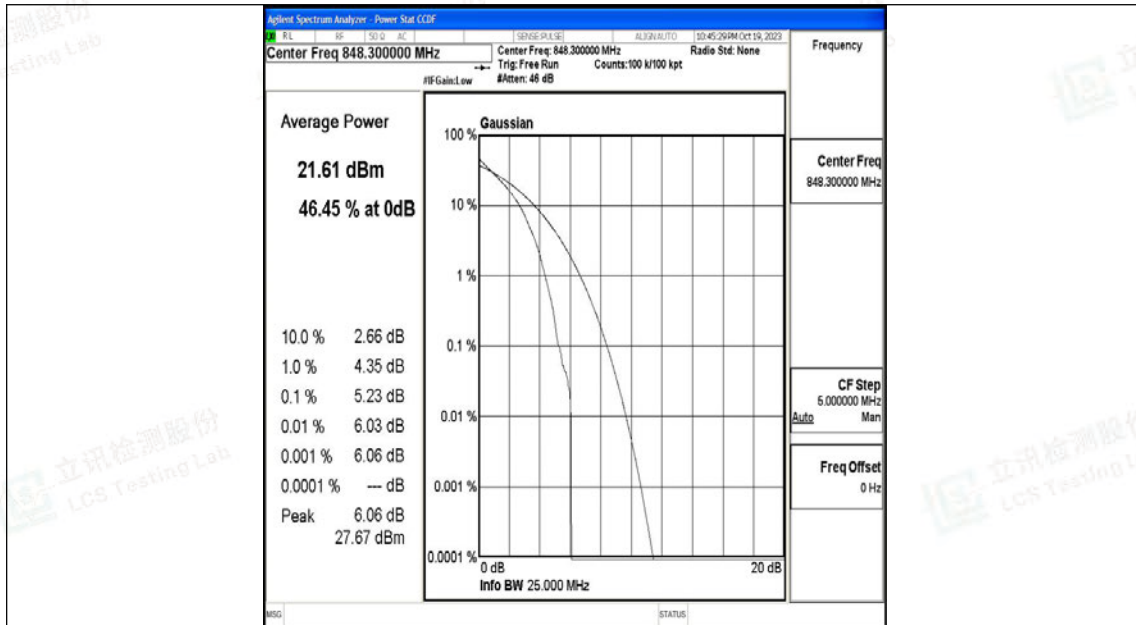 Agilent Spectrum Analyzer - Power Stat CCDF
RL RF 50 Ω AC SENSE:PULSE ALIGNAUTO 10:45:29 PM Oct 19, 2023
Center Freq 848.300000 MHz
Center Freq: 848.300000 MHz Radio Std: None
Trig: Free Run Counts:100 k/100 kpt
#IFGain:Low #Atten: 46 dB
Frequency
Average Power
21.61 dBm
46.45 % at 0dB
10.0 % 2.66 dB
1.0 % 4.35 dB
0.1 % 5.23 dB
0.01 % 6.03 dB
0.001 % 6.06 dB
0.0001 % --- dB
Peak 6.06 dB
27.67 dBm
Gaussian
100 %
10 %
1 %
0.1 %
0.01 %
0.001 %
0.0001 %
0 dB 20 dB
Info BW 25.000 MHz
Center Freq
848.300000 MHz
CF Step
5.000000 MHz
Auto Man
Freq Offset
0 Hz
MSG STATUS
立讯检测股份
LCS Testing Lab
立讯检测股份
LCS Testing L